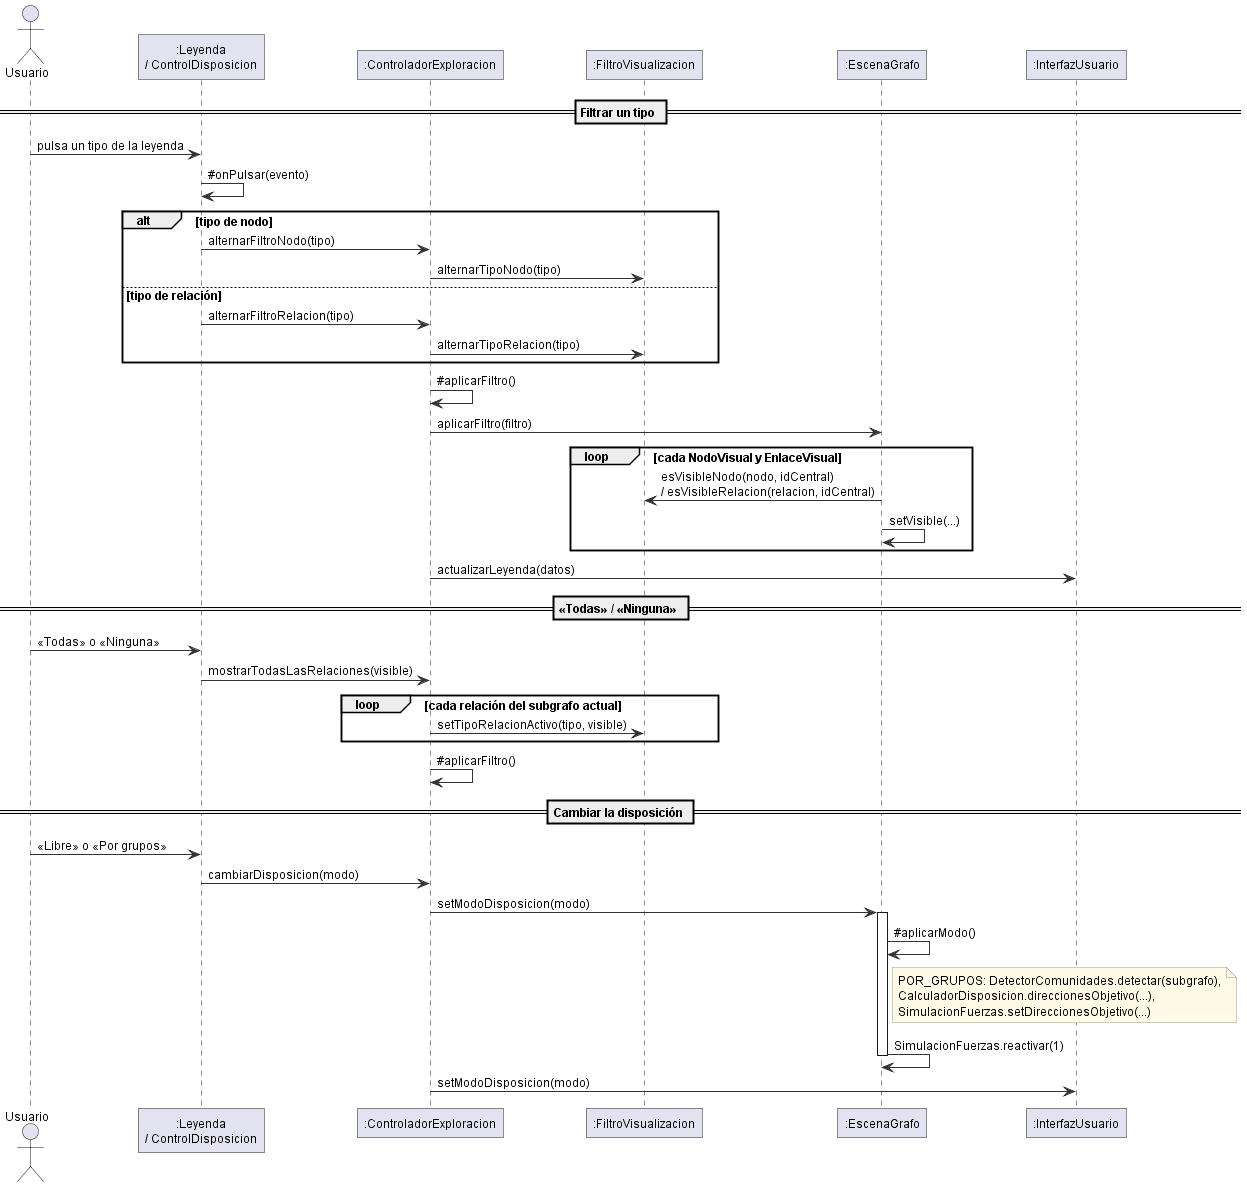 Usuario
:Leyenda
/ ControlDisposicion
:ControladorExploracion
:FiltroVisualizacion
:EscenaGrafo
:InterfazUsuario
Filtrar un tipo
pulsa un tipo de la leyenda
#onPulsar(evento)
alt
[tipo de nodo]
alternarFiltroNodo(tipo)
alternarTipoNodo(tipo)
[tipo de relación]
alternarFiltroRelacion(tipo)
alternarTipoRelacion(tipo)
#aplicarFiltro()
aplicarFiltro(filtro)
loop
[cada NodoVisual y EnlaceVisual]
esVisibleNodo(nodo, idCentral)
/ esVisibleRelacion(relacion, idCentral)
setVisible(...)
actualizarLeyenda(datos)
«Todas» / «Ninguna»
«Todas» o «Ninguna»
mostrarTodasLasRelaciones(visible)
loop
[cada relación del subgrafo actual]
setTipoRelacionActivo(tipo, visible)
#aplicarFiltro()
Cambiar la disposición
«Libre» o «Por grupos»
cambiarDisposicion(modo)
setModoDisposicion(modo)
#aplicarModo()
POR_GRUPOS: DetectorComunidades.detectar(subgrafo),
CalculadorDisposicion.direccionesObjetivo(...),
SimulacionFuerzas.setDireccionesObjetivo(...)
SimulacionFuerzas.reactivar(1)
setModoDisposicion(modo)
Usuario
:Leyenda
/ ControlDisposicion
:ControladorExploracion
:FiltroVisualizacion
:EscenaGrafo
:InterfazUsuario